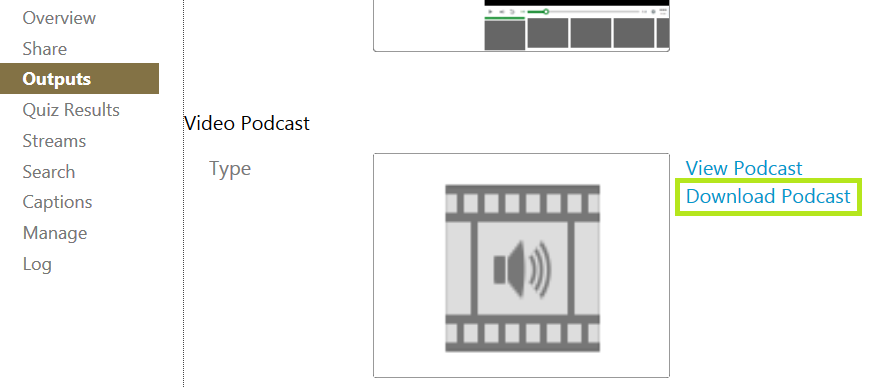 Overview
Share
Outputs
Quiz Results
Streams
Search
Captions
Manage
Log
Video Podcast
Type
View Podcast
Download Podcast